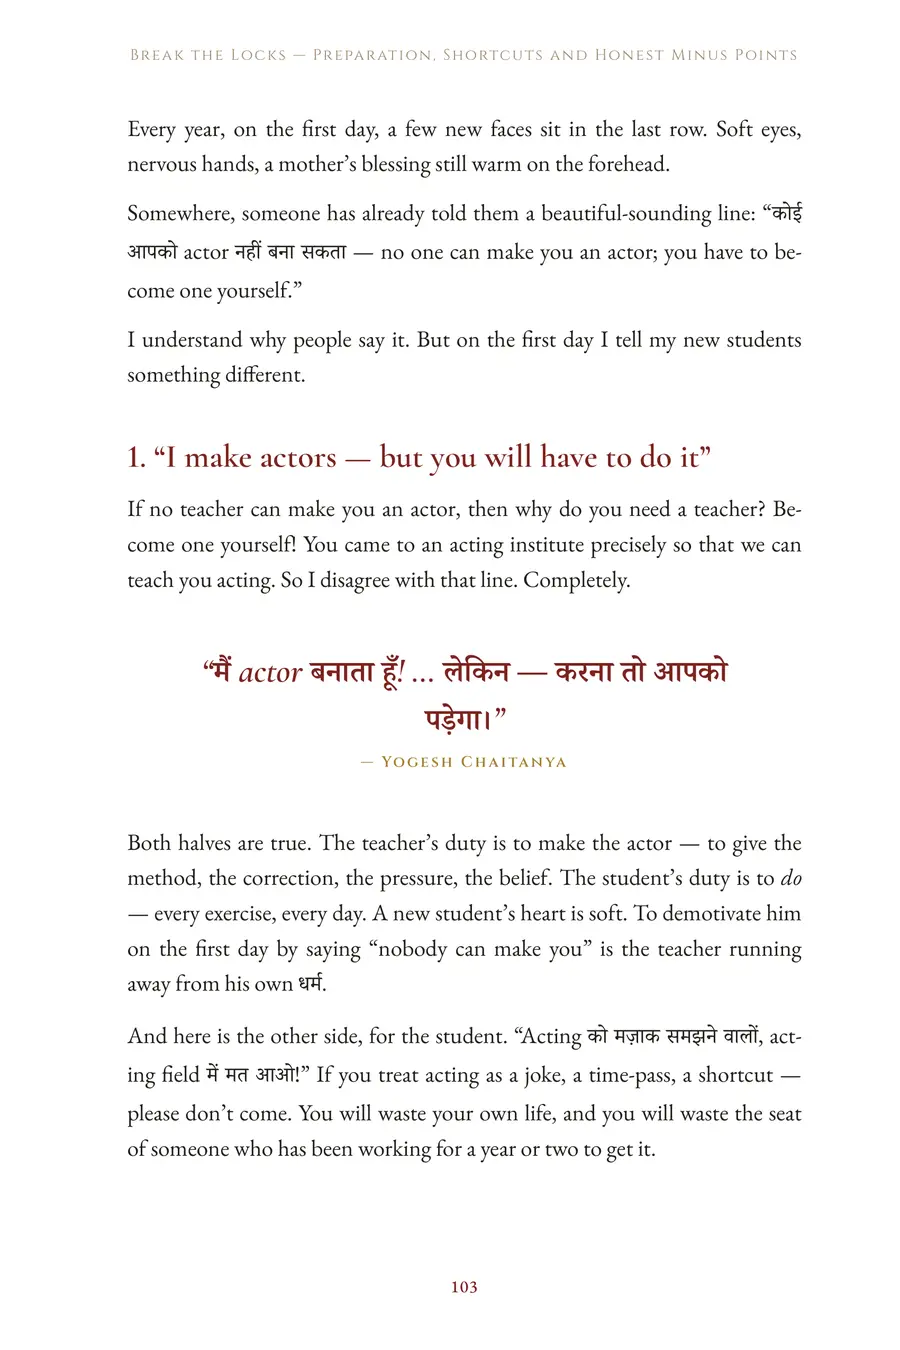 Break the Locks — Preparation, Shortcuts and Honest Minus Points
Every year, on the first day, a few new faces sit in the last row. Soft eyes,
nervous hands, a mother’s blessing still warm on the forehead.
Somewhere, someone has already told them a beautiful-sounding line: “कोई
आपको actor नहीं बना सकता — no one can make you an actor; you have to be-
come one yourself.”
I understand why people say it. But on the first day I tell my new students
something different.
1. “I make actors — but you will have to do it”
If no teacher can make you an actor, then why do you need a teacher? Be-
come one yourself! You came to an acting institute precisely so that we can
teach you acting. So I disagree with that line. Completely.
“मैं actor बनाता हूँ! … लेकिन — करना तो आपको
पड़ेगा।”
— Yogesh Chaitanya
Both halves are true. The teacher’s duty is to make the actor — to give the
method, the correction, the pressure, the belief. The student’s duty is to do
— every exercise, every day. A new student’s heart is soft. To demotivate him
on the first day by saying “nobody can make you” is the teacher running
away from his own धर्म.
And here is the other side, for the student. “Acting को मज़ाक समझने वालों, act-
ing field में मत आओ!” If you treat acting as a joke, a time-pass, a shortcut —
please don’t come. You will waste your own life, and you will waste the seat
of someone who has been working for a year or two to get it.
103